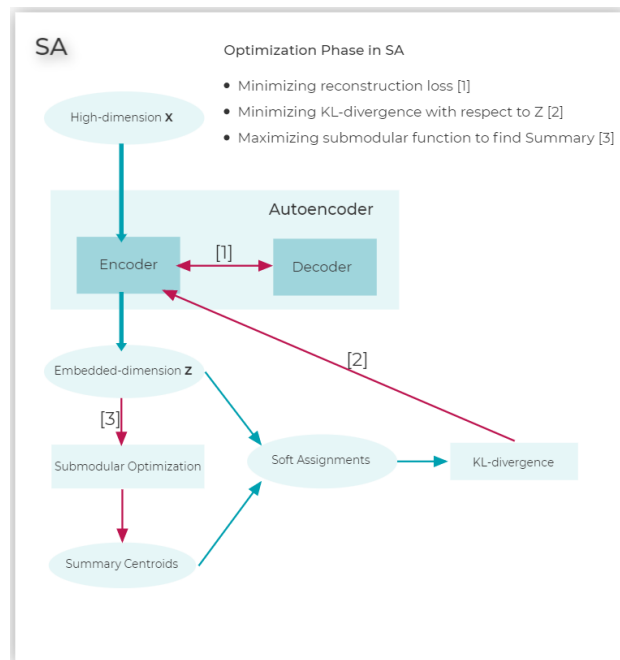 SA
Optimization Phase in SA
• Minimizing reconstruction loss [1]
• Minimizing KL-divergence with respect to Z [2]
• Maximizing submodular function to find Summary [3]
High-dimension X
Autoencoder
Encoder
[1]
Decoder
Embedded-dimension Z
[2]
[3]
Submodular Optimization
Soft Assignments
KL-divergence
Summary Centroids